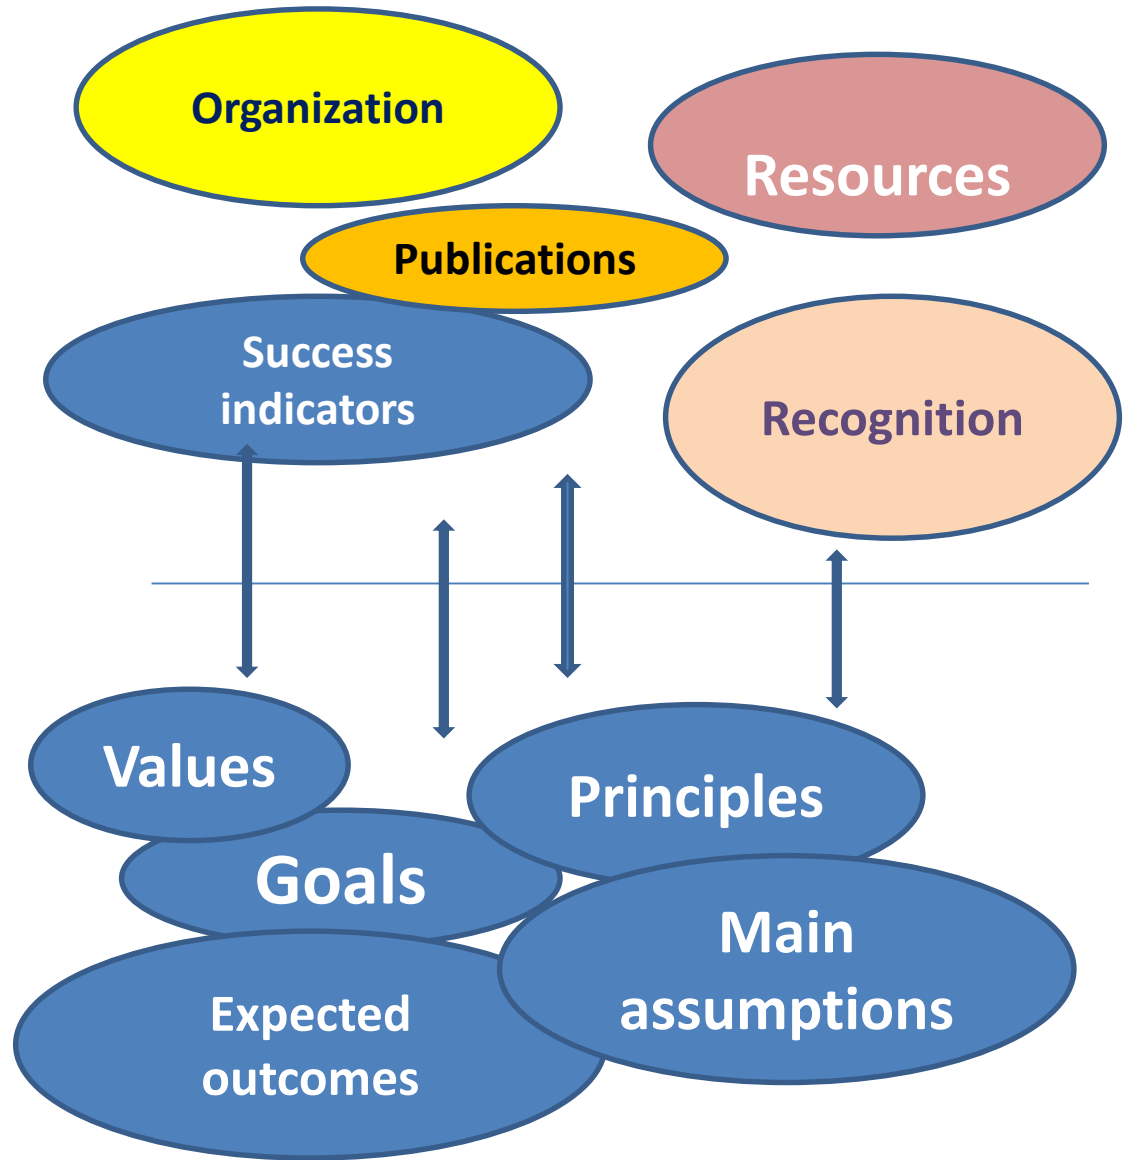 Organization
Resources
Publications
Success
indicators
Recognition
Values
Principles
Goals
Main
assumptions
Expected
outcomes